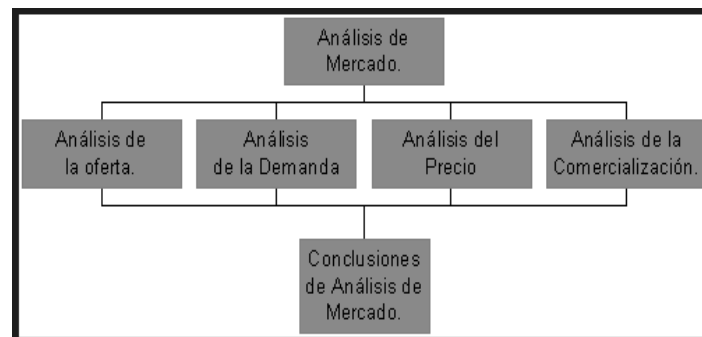 Análisis de
Mercado.
Análisis de
la oferta.
Análisis
de la Demanda
Análisis del
Precio
Análisis de la
Comercialización.
Conclusiones
de Análisis de
Mercado.